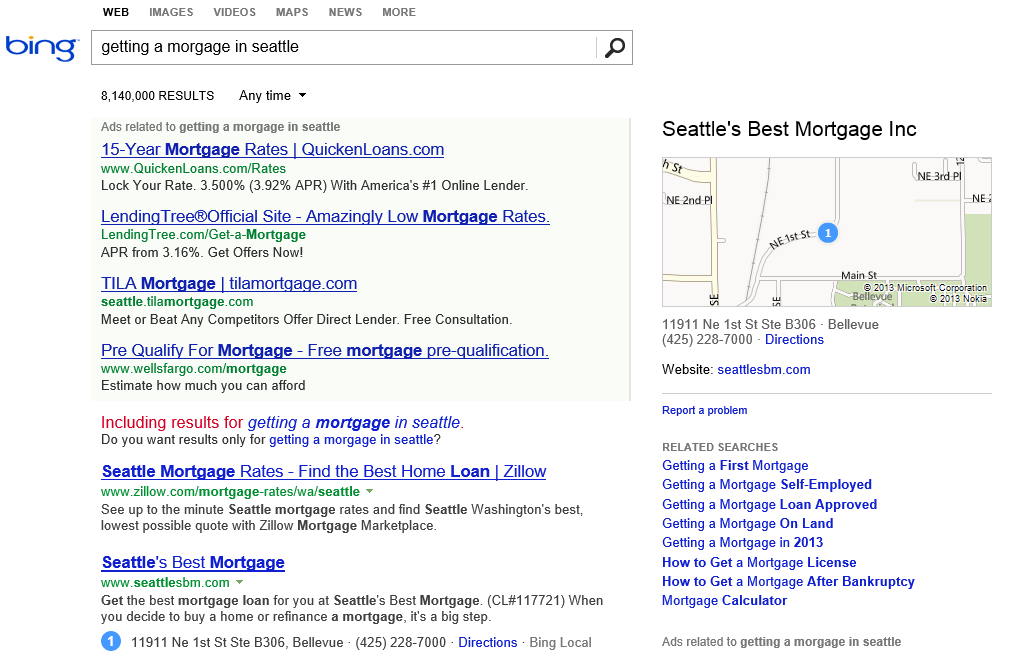 WEB IMAGES VIDEOS MAPS NEWS MORE
bing
getting a morgage in seattle
8,140,000 RESULTS Any time
Ads related to getting a morgage in seattle
15-Year Mortgage Rates | QuickenLoans.com
www.QuickenLoans.com/Rates
Lock Your Rate. 3.500% (3.92% APR) With America's #1 Online Lender.
LendingTree®Official Site - Amazingly Low Mortgage Rates.
LendingTree.com/Get-a-Mortgage
APR from 3.16%. Get Offers Now!
TILA Mortgage | tilamortgage.com
seattle.tilamortgage.com
Meet or Beat Any Competitors Offer Direct Lender. Free Consultation.
Pre Qualify For Mortgage - Free mortgage pre-qualification.
www.wellsfargo.com/mortgage
Estimate how much you can afford
Including results for getting a mortgage in seattle.
Do you want results only for getting a morgage in seattle?
Seattle Mortgage Rates - Find the Best Home Loan | Zillow
www.zillow.com/mortgage-rates/wa/seattle
See up to the minute Seattle mortgage rates and find Seattle Washington's best,
lowest possible quote with Zillow Mortgage Marketplace.
Seattle's Best Mortgage
www.seattlesbm.com
Get the best mortgage loan for you at Seattle's Best Mortgage. (CL#117721) When
you decide to buy a home or refinance a mortgage, it's a big step.
1 11911 Ne 1st St Ste B306, Bellevue · (425) 228-7000 · Directions · Bing Local
Seattle's Best Mortgage Inc
h St
12
NE 3rd Pl
NE 2nd Pl
NE 2
NE 1st St
1
Main St
SE
SE
Bellevue
© 2013 Microsoft Corporation
© 2013 Nokia
11911 Ne 1st St Ste B306 · Bellevue
(425) 228-7000 · Directions
Website: seattlesbm.com
Report a problem
RELATED SEARCHES
Getting a First Mortgage
Getting a Mortgage Self-Employed
Getting a Mortgage Loan Approved
Getting a Mortgage On Land
Getting a Mortgage in 2013
How to Get a Mortgage License
How to Get a Mortgage After Bankruptcy
Mortgage Calculator
Ads related to getting a morgage in seattle